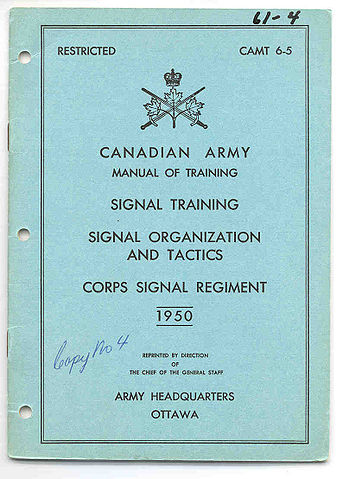 61-4
RESTRICTED CAMT 6-5
CANADIAN ARMY
MANUAL OF TRAINING
SIGNAL TRAINING
SIGNAL ORGANIZATION
AND TACTICS
CORPS SIGNAL REGIMENT
1950
Copy No 4
REPRINTED BY DIRECTION
OF
THE CHIEF OF THE GENERAL STAFF
ARMY HEADQUARTERS
OTTAWA